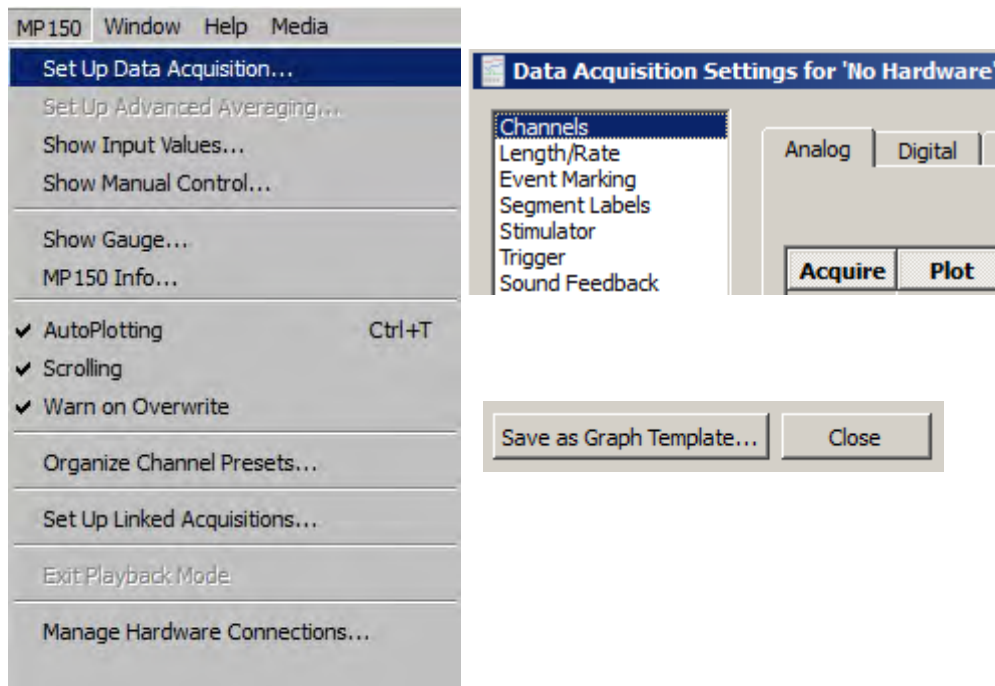 MP150 Window Help Media
Set Up Data Acquisition...
Set Up Advanced Averaging...
Show Input Values...
Show Manual Control...
Show Gauge...
MP150 Info...
AutoPlotting Ctrl+T
Scrolling
Warn on Overwrite
Organize Channel Presets...
Set Up Linked Acquisitions...
Exit Playback Mode
Manage Hardware Connections...
Data Acquisition Settings for 'No Hardware'
Channels
Length/Rate
Event Marking
Segment Labels
Stimulator
Trigger
Sound Feedback
Analog Digital
Acquire Plot
Save as Graph Template... Close